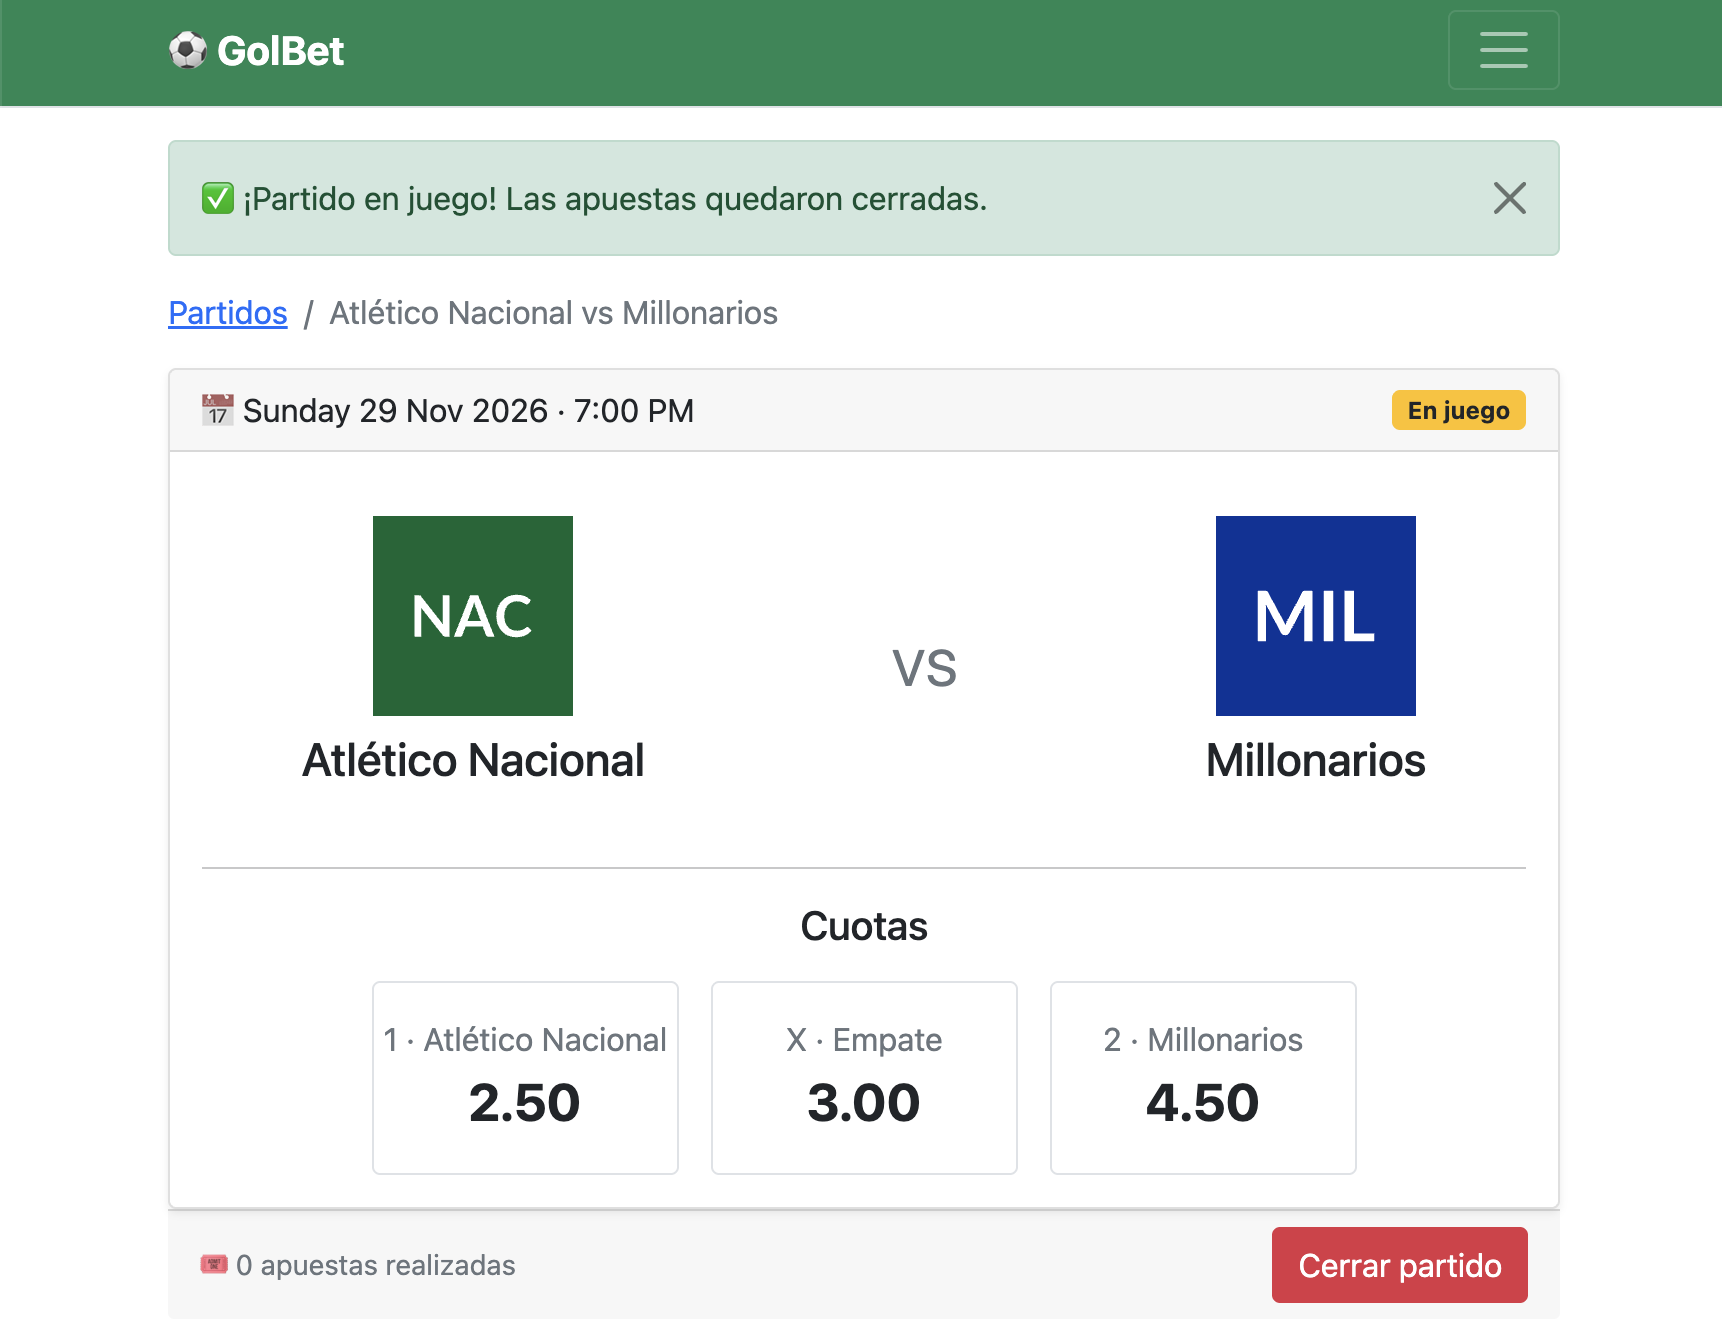 GolBet
¡Partido en juego! Las apuestas quedaron cerradas.
Partidos / Atlético Nacional vs Millonarios
Sunday 29 Nov 2026 · 7:00 PM
En juego
NAC
VS
MIL
Atlético Nacional
Millonarios
Cuotas
1 · Atlético Nacional
2.50
X · Empate
3.00
2 · Millonarios
4.50
0 apuestas realizadas
Cerrar partido